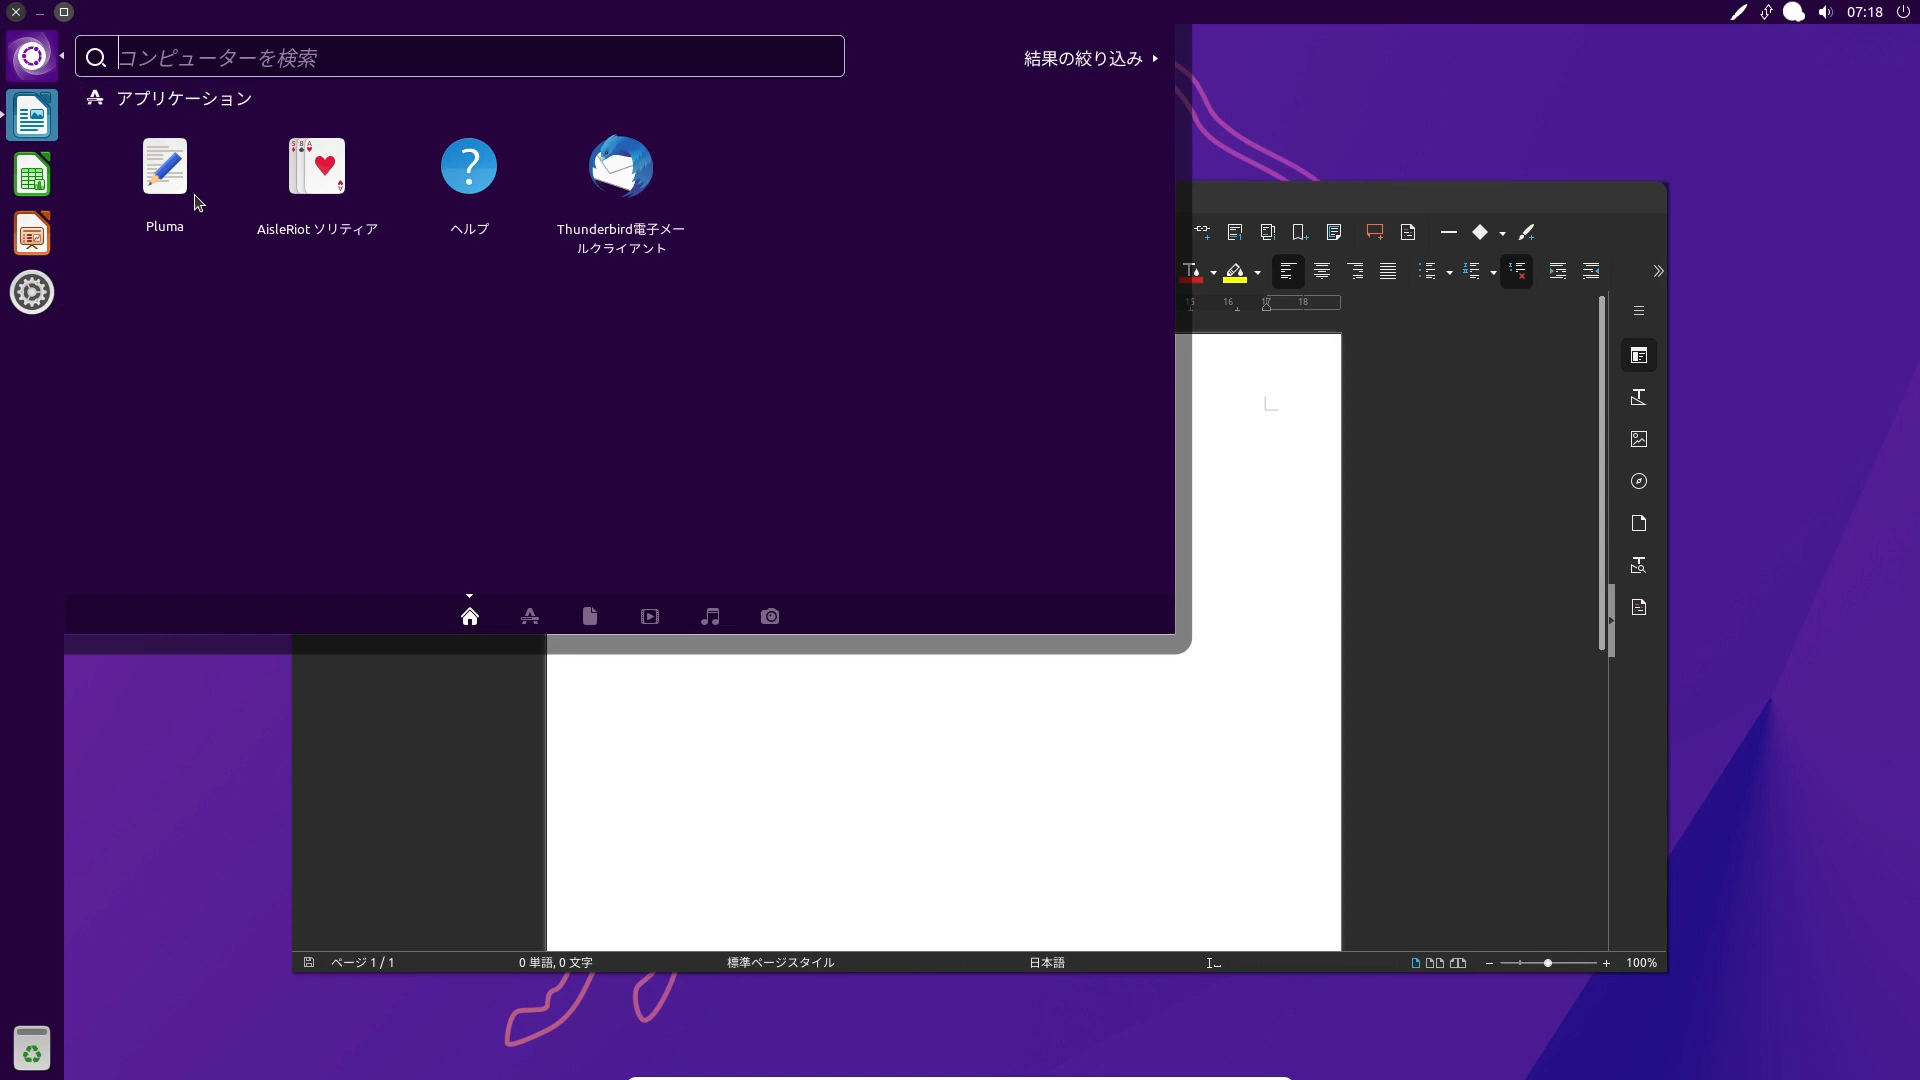 07:18
コンピューターを検索
結果の絞り込み
アプリケーション
Pluma
AisleRiot ソリティア
ヘルプ
Thunderbird電子メー
ルクライアント
15 16 17 18
ページ 1 / 1
0 単語, 0 文字
標準ページスタイル
日本語
100%